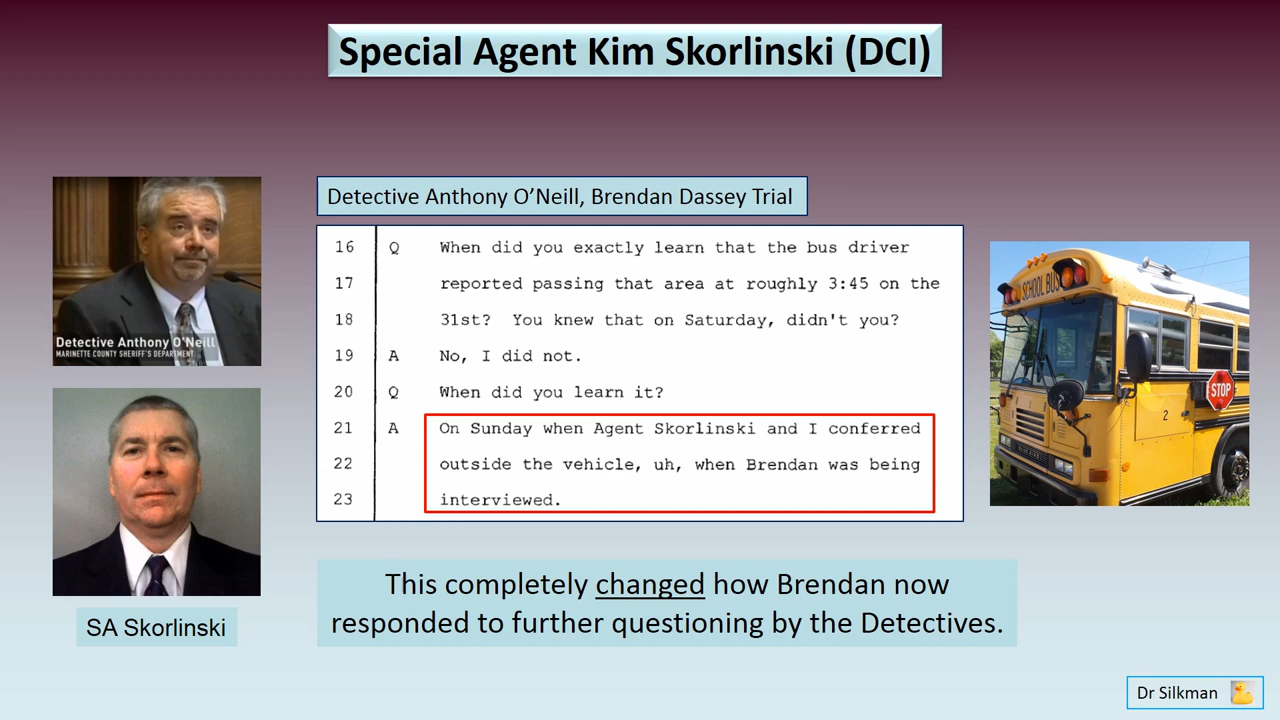 Special Agent Kim Skorlinski (DCI)
Detective Anthony O'Neill
MARINETTE COUNTY SHERIFF'S DEPARTMENT
SA Skorlinski
Detective Anthony O’Neill, Brendan Dassey Trial
16 Q When did you exactly learn that the bus driver
17 reported passing that area at roughly 3:45 on the
18 31st? You knew that on Saturday, didn't you?
19 A No, I did not.
20 Q When did you learn it?
21 A On Sunday when Agent Skorlinski and I conferred
22 outside the vehicle, uh, when Brendan was being
23 interviewed.
SCHOOL BUS
STOP
2
This completely changed how Brendan now
responded to further questioning by the Detectives.
Dr Silkman